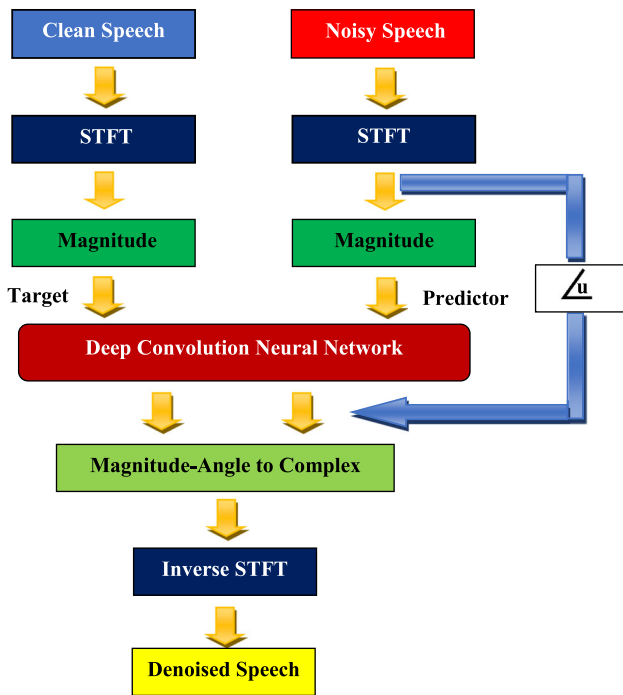 Clean Speech
Noisy Speech
STFT
STFT
Magnitude
Magnitude
Target
Predictor
∠u
Deep Convolution Neural Network
Magnitude-Angle to Complex
Inverse STFT
Denoised Speech